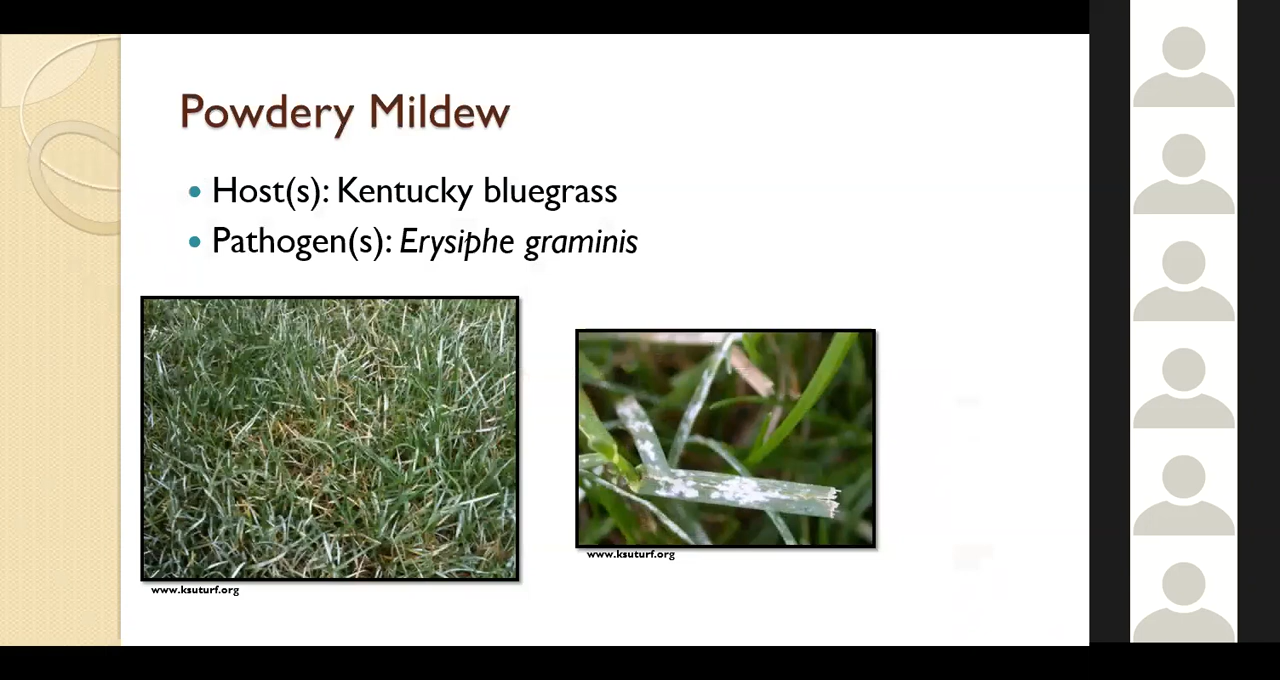 Powdery Mildew
• Host(s): Kentucky bluegrass
• Pathogen(s): Erysiphe graminis
www.ksuturf.org
www.ksuturf.org